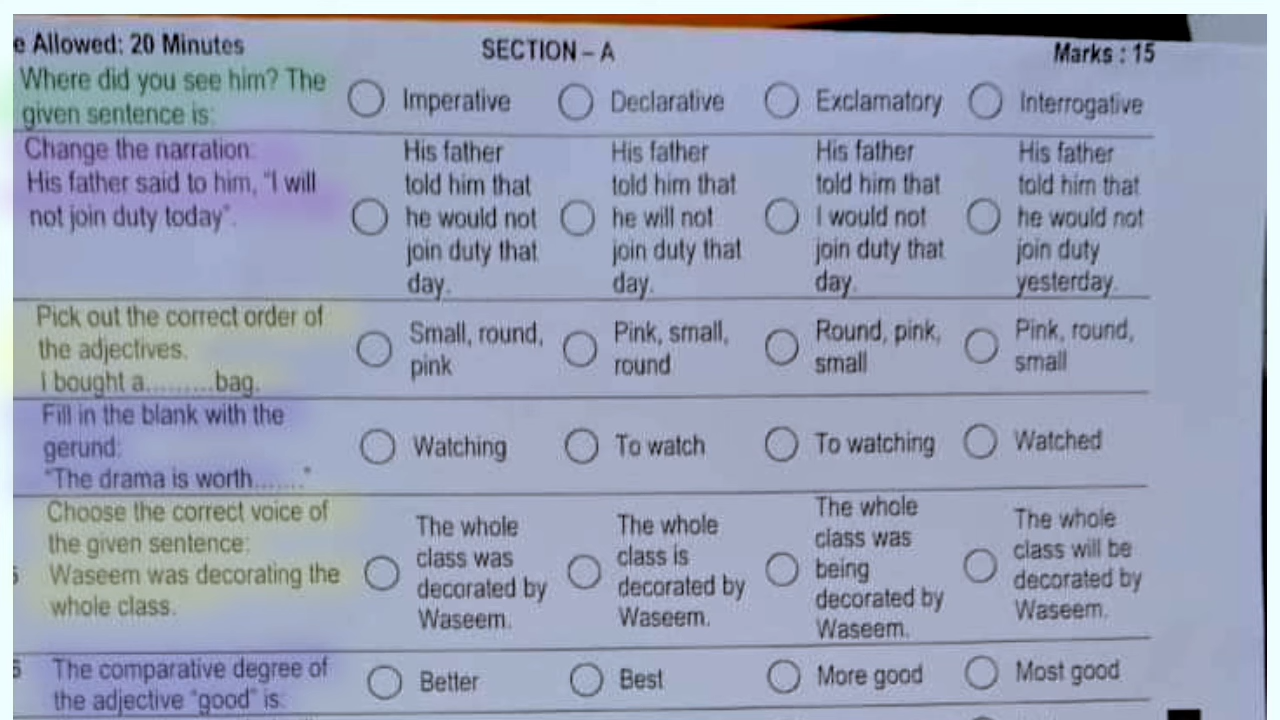 e Allowed: 20 Minutes SECTION – A Marks : 15
Where did you see him? The
given sentence is:
Imperative
Declarative
Exclamatory
Interrogative
Change the narration:
His father said to him, "I will
not join duty today".
His father
told him that
he would not
join duty that
day.
His father
told him that
he will not
join duty that
day.
His father
told him that
I would not
join duty that
day.
His father
told him that
he would not
join duty
yesterday.
Pick out the correct order of
the adjectives.
I bought a.........bag.
Small, round,
pink
Pink, small,
round
Round, pink,
small
Pink, round,
small
Fill in the blank with the
gerund:
"The drama is worth......."
Watching
To watch
To watching
Watched
Choose the correct voice of
the given sentence:
Waseem was decorating the
whole class.
The whole
class was
decorated by
Waseem.
The whole
class is
decorated by
Waseem.
The whole
class was
being
decorated by
Waseem.
The whole
class will be
decorated by
Waseem.
The comparative degree of
the adjective "good" is:
Better
Best
More good
Most good